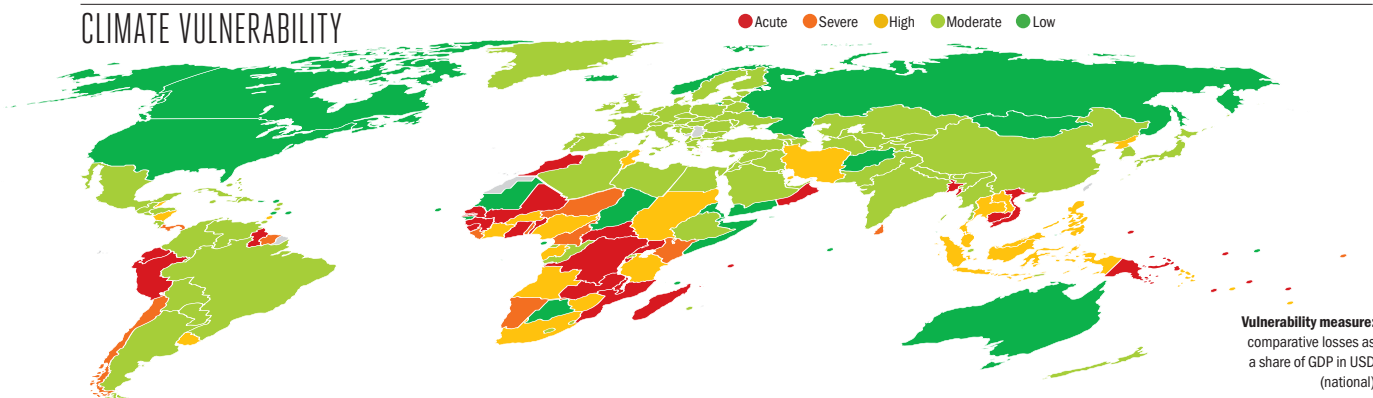 CLIMATE VULNERABILITY
Acute Severe High Moderate Low
Vulnerability measure:
comparative losses as
a share of GDP in USD
(national)